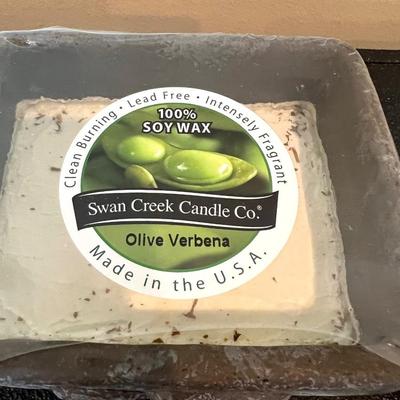 Clean Burning • Lead Free • Intensely Fragrant
100%
SOY WAX
Swan Creek Candle Co.®
Olive Verbena
Made in the U.S.A.